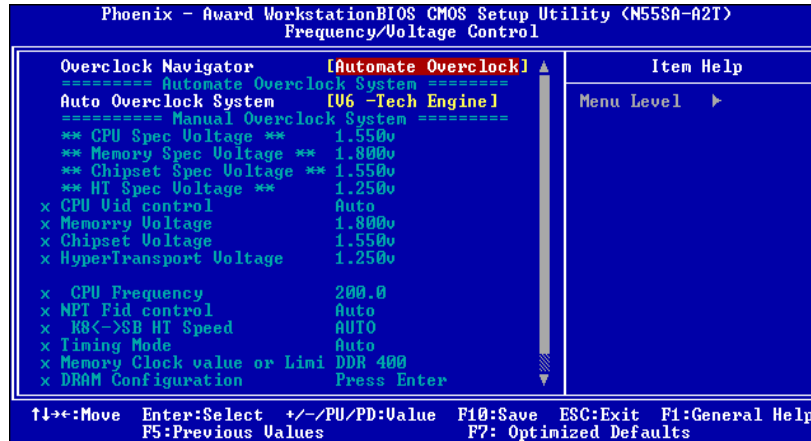 Phoenix - Award WorkstationBIOS CMOS Setup Utility (N55SA-A2T)
Frequency/Voltage Control
Overclock Navigator [Automate Overclock]
Item Help
========= Automate Overclock System ========
Auto Overclock System [V6 -Tech Engine]
Menu Level ►
========== Manual Overclock System =========
** CPU Spec Voltage ** 1.550v
** Memory Spec Voltage ** 1.800v
** Chipset Spec Voltage ** 1.550v
** HT Spec Voltage ** 1.250v
x CPU Vid control Auto
x Memorry Voltage 1.800v
x Chipset Voltage 1.550v
x HyperTransport Voltage 1.250v
x CPU Frequency 200.0
x NPT Fid control Auto
x K8<->SB HT Speed AUTO
x Timing Mode Auto
x Memory Clock value or Limi DDR 400
x DRAM Configuration Press Enter
↑↓→←:Move Enter:Select +/-/PU/PD:Value F10:Save ESC:Exit F1:General Help
F5:Previous Values F7: Optimized Defaults